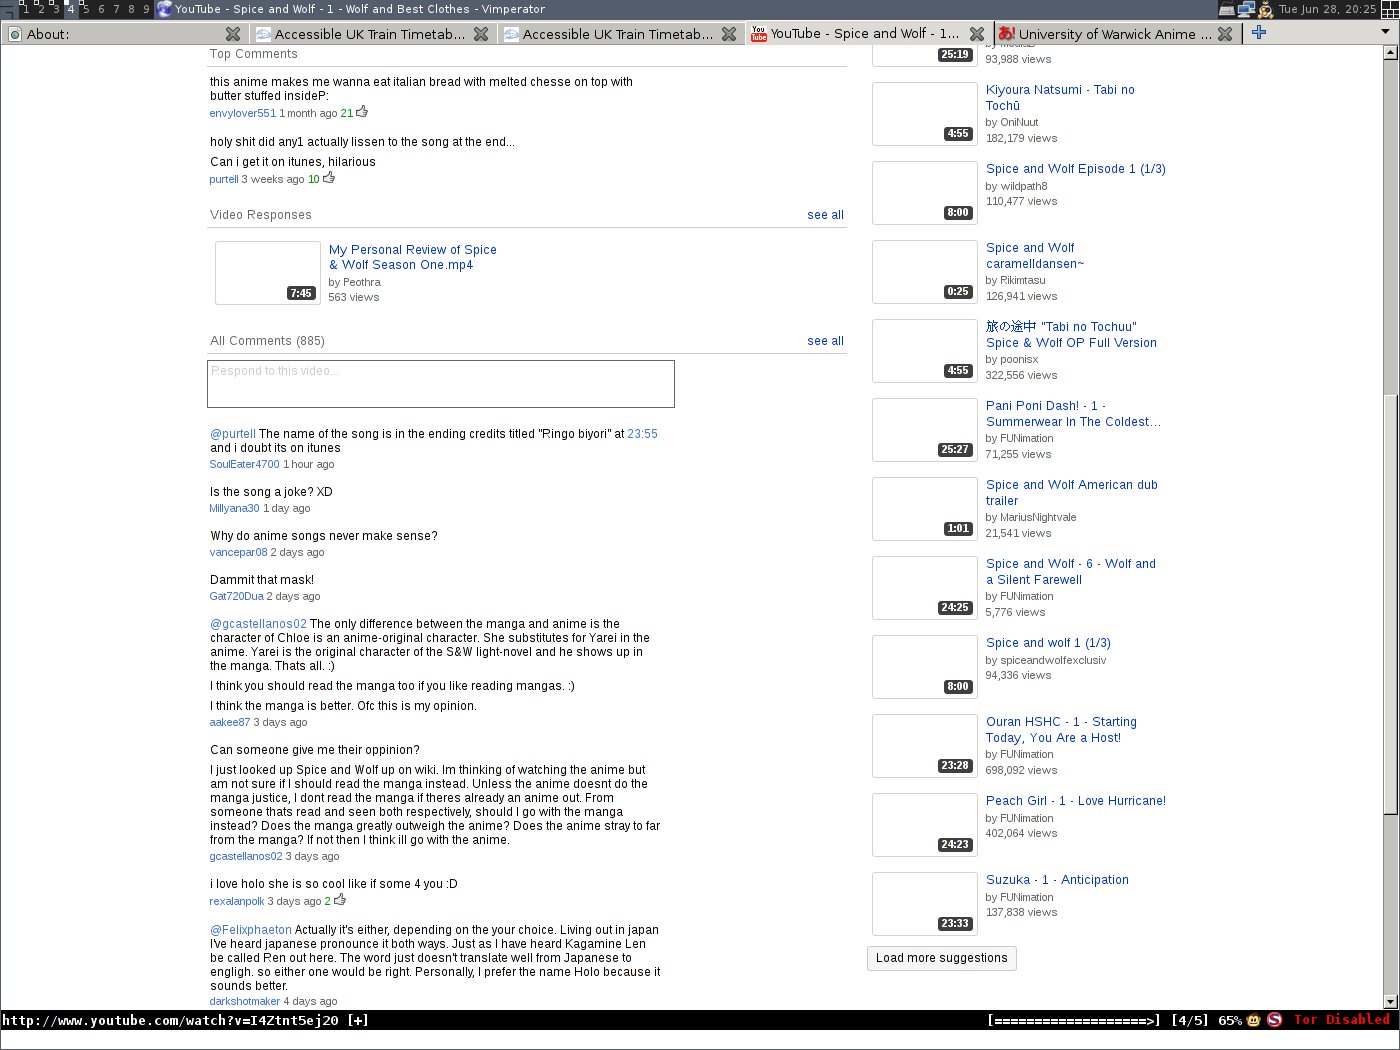 1 2 3 4 5 6 7 8 9 YouTube - Spice and Wolf - 1 - Wolf and Best Clothes - Vimperator Tue Jun 28, 20:25
About: Accessible UK Train Timetab... Accessible UK Train Timetab... YouTube - Spice and Wolf - 1... University of Warwick Anime ...
Top Comments
this anime makes me wanna eat italian bread with melted chesse on top with
butter stuffed insideP:
envylover551 1 month ago 21
holy shit did any1 actually lissen to the song at the end...
Can i get it on itunes, hilarious
purtell 3 weeks ago 10
Video Responses see all
My Personal Review of Spice
& Wolf Season One.mp4
by Peothra
7:45
563 views
All Comments (885) see all
Respond to this video...
@purtell The name of the song is in the ending credits titled "Ringo biyori" at 23:55
and i doubt its on itunes
SoulEater4700 1 hour ago
Is the song a joke? XD
Millyana30 1 day ago
Why do anime songs never make sense?
vancepar08 2 days ago
Dammit that mask!
Gat720Dua 2 days ago
@gcastellanos02 The only difference between the manga and anime is the
character of Chloe is an anime-original character. She substitutes for Yarei in the
anime. Yarei is the original character of the S&W light-novel and he shows up in
the manga. Thats all. :)
I think you should read the manga too if you like reading mangas. :)
I think the manga is better. Ofc this is my opinion.
aakee87 3 days ago
Can someone give me their oppinion?
I just looked up Spice and Wolf up on wiki. Im thinking of watching the anime but
am not sure if I should read the manga instead. Unless the anime doesnt do the
manga justice, I dont read the manga if theres already an anime out. From
someone thats read and seen both respectively, should I go with the manga
instead? Does the manga greatly outweigh the anime? Does the anime stray to far
from the manga? If not then I think ill go with the anime.
gcastellanos02 3 days ago
i love holo she is so cool like if some 4 you :D
rexalanpolk 3 days ago 2
@Felixphaeton Actually it's either, depending on the your choice. Living out in japan
I've heard japanese pronounce it both ways. Just as I have heard Kagamine Len
be called Ren out here. The word just doesn't translate well from Japanese to
engligh. so either one would be right. Personally, I prefer the name Holo because it
sounds better.
darkshotmaker 4 days ago
25:19
93,988 views
Kiyoura Natsumi - Tabi no
Tochū
by OniNuut
4:55
182,179 views
Spice and Wolf Episode 1 (1/3)
by wildpath8
110,477 views
8:00
Spice and Wolf
caramelldansen~
by Rikimtasu
0:25
126,941 views
旅の途中 "Tabi no Tochuu"
Spice & Wolf OP Full Version
by poonisx
4:55
322,556 views
Pani Poni Dash! - 1 -
Summerwear In The Coldest...
by FUNimation
25:27
71,255 views
Spice and Wolf American dub
trailer
by MariusNightvale
1:01
21,541 views
Spice and Wolf - 6 - Wolf and
a Silent Farewell
by FUNimation
24:25
5,776 views
Spice and wolf 1 (1/3)
by spiceandwolfexclusiv
94,336 views
8:00
Ouran HSHC - 1 - Starting
Today, You Are a Host!
by FUNimation
23:28
698,092 views
Peach Girl - 1 - Love Hurricane!
by FUNimation
402,064 views
24:23
Suzuka - 1 - Anticipation
by FUNimation
137,838 views
23:33
Load more suggestions
http://www.youtube.com/watch?v=I4Ztnt5ej20 [+] [===================>] [4/5] 65% Tor Disabled